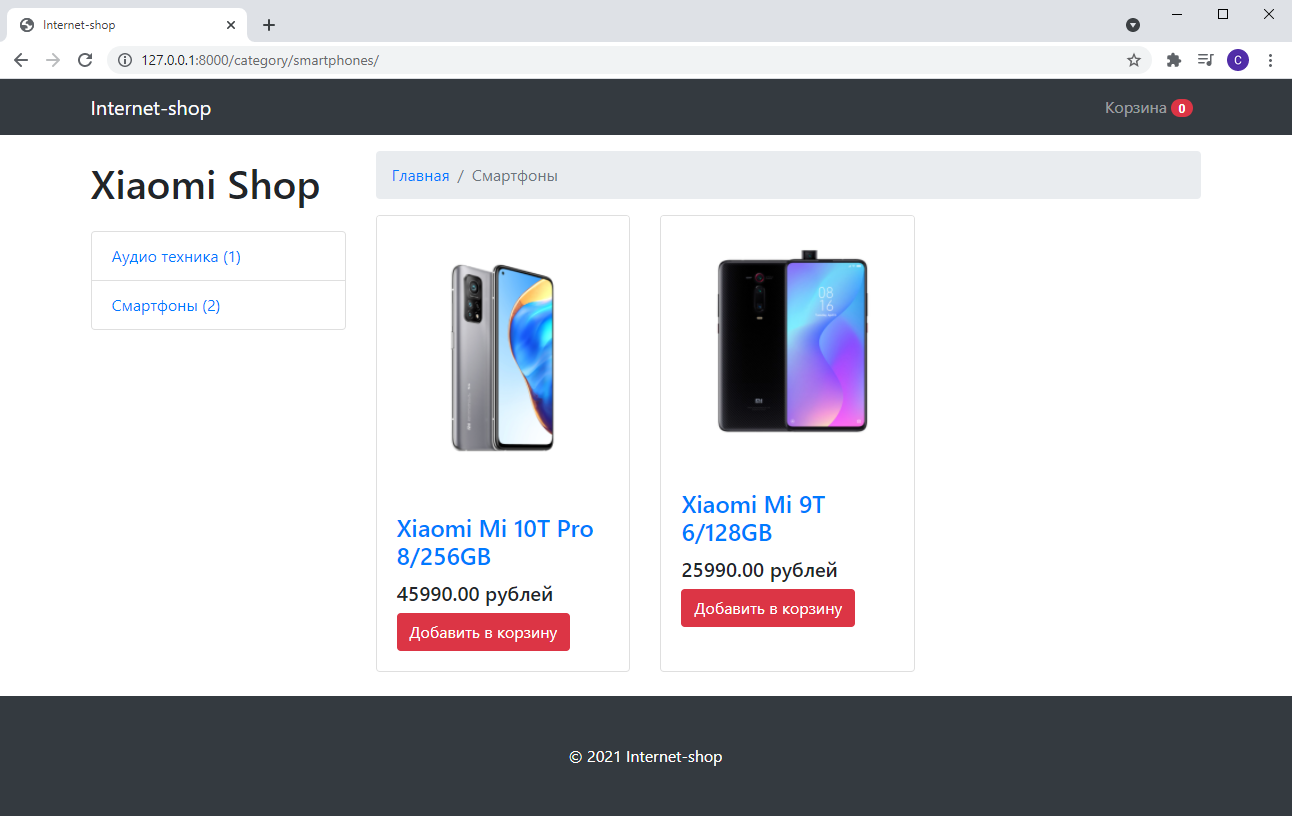 Internet-shop
127.0.0.1:8000/category/smartphones/
C
Internet-shop
Корзина 0
Xiaomi Shop
Главная / Смартфоны
Аудио техника (1)
Смартфоны (2)
Xiaomi Mi 10T Pro
8/256GB
45990.00 рублей
Добавить в корзину
08
16
Xiaomi Mi 9T
6/128GB
25990.00 рублей
Добавить в корзину
© 2021 Internet-shop